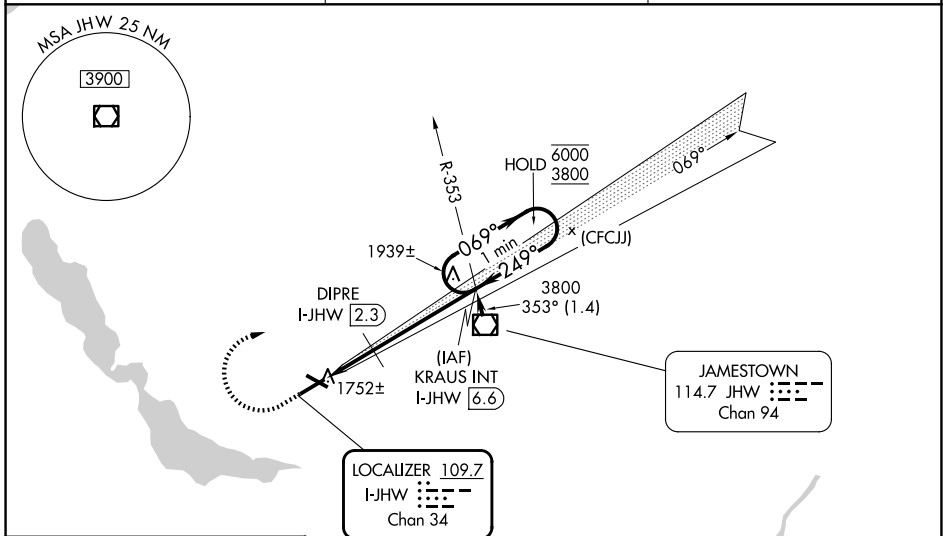 MSA JHW 25 NM
3900
R-353
HOLD
6000
3800
069°
069°
1 min
249°
(CFCJJ)
1939±
3800
353° (1.4)
DIPRE
I-JHW 2.3
(IAF)
KRAUS INT
I-JHW 6.6
1752±
JAMESTOWN
114.7 JHW
Chan 94
LOCALIZER 109.7
I-JHW
Chan 34